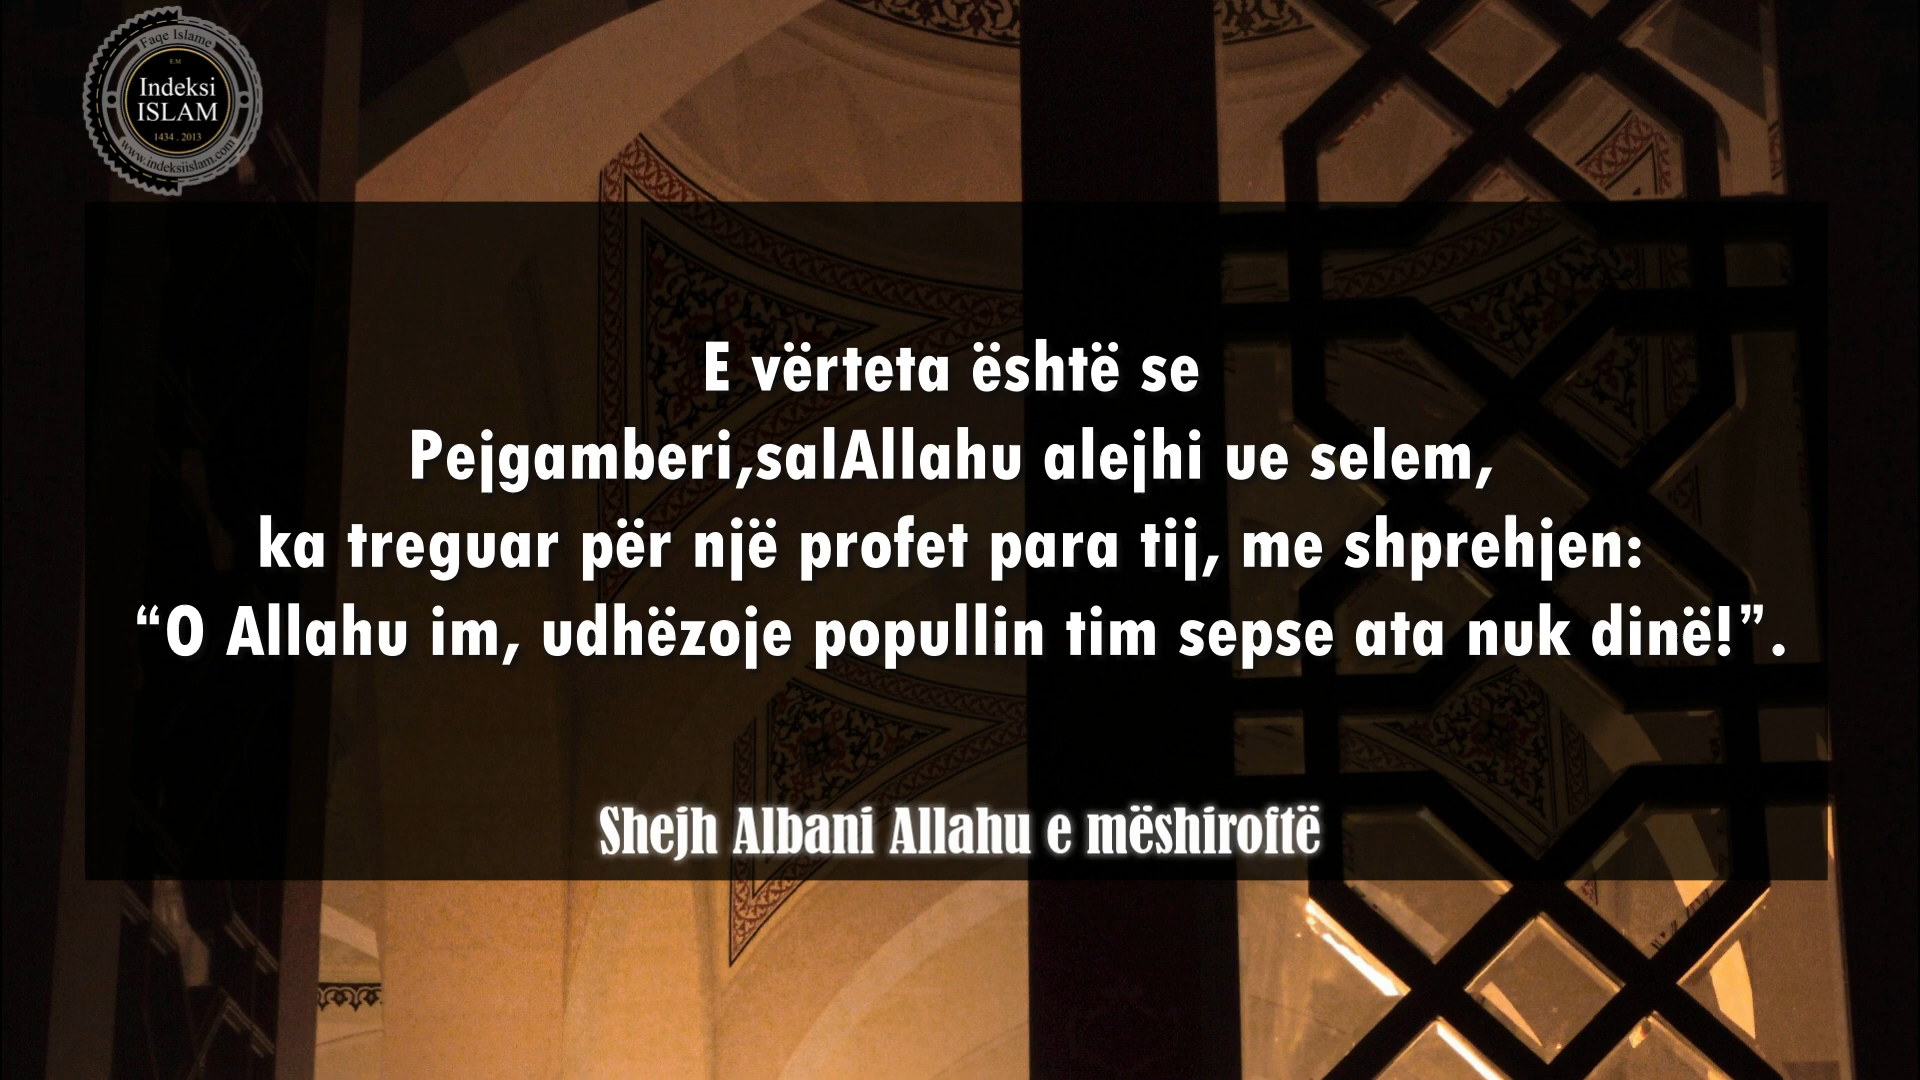 Faqe Islame
E M
Indeksi
ISLAM
1434 . 2013
www.indeksiislam.com
E vërteta është se
Pejgamberi,salAllahu alejhi ue selem,
ka treguar për një profet para tij, me shprehjen:
“O Allahu im, udhëzoje popullin tim sepse ata nuk dinë!”.
Shejh Albani Allahu e mëshiroftë